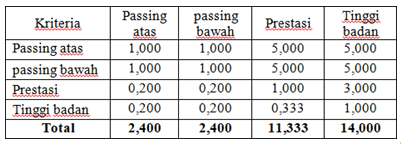 Kriteria Passing atas passing bawah Prestasi Tinggi badan
Passing atas 1,000 1,000 5,000 5,000
passing bawah 1,000 1,000 5,000 5,000
Prestasi 0,200 0,200 1,000 3,000
Tinggi badan 0,200 0,200 0,333 1,000
Total 2,400 2,400 11,333 14,000